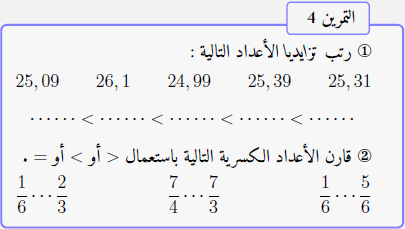 التمرين 4
① رتب تزايديا الأعداد التالية :
25,09 26,1 24,99 25,39 25,31
······ < ······ < ······ < ······ < ······
② قارن الأعداد الكسرية التالية باستعمال < أو > أو = .
1/6 ··· 2/3 7/4 ··· 7/3 1/6 ··· 5/6